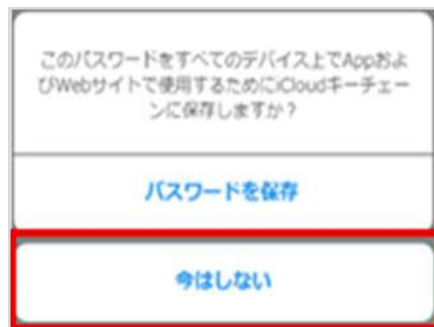 このパスワードをすべてのデバイス上でAppおよ
びWebサイトで使用するためにiCloudキーチェー
ンに保存しますか？
パスワードを保存
今はしない